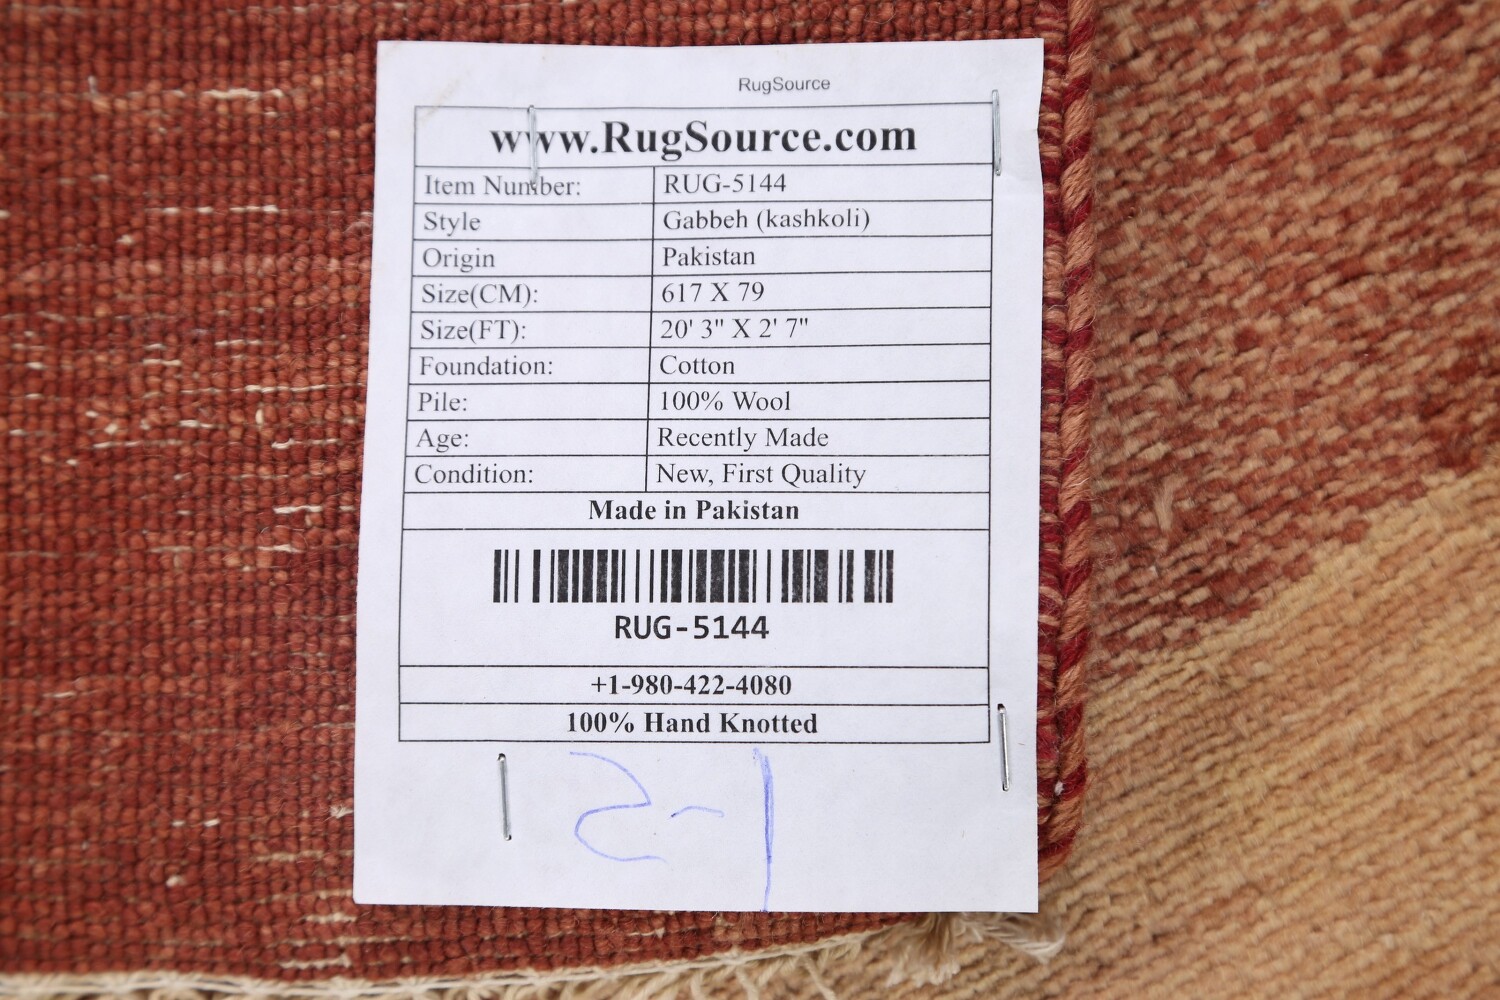 RugSource
www.RugSource.com
Item Number: RUG-5144
Style Gabbeh (kashkoli)
Origin Pakistan
Size(CM): 617 X 79
Size(FT): 20' 3" X 2' 7"
Foundation: Cotton
Pile: 100% Wool
Age: Recently Made
Condition: New, First Quality
Made in Pakistan
RUG-5144
+1-980-422-4080
100% Hand Knotted